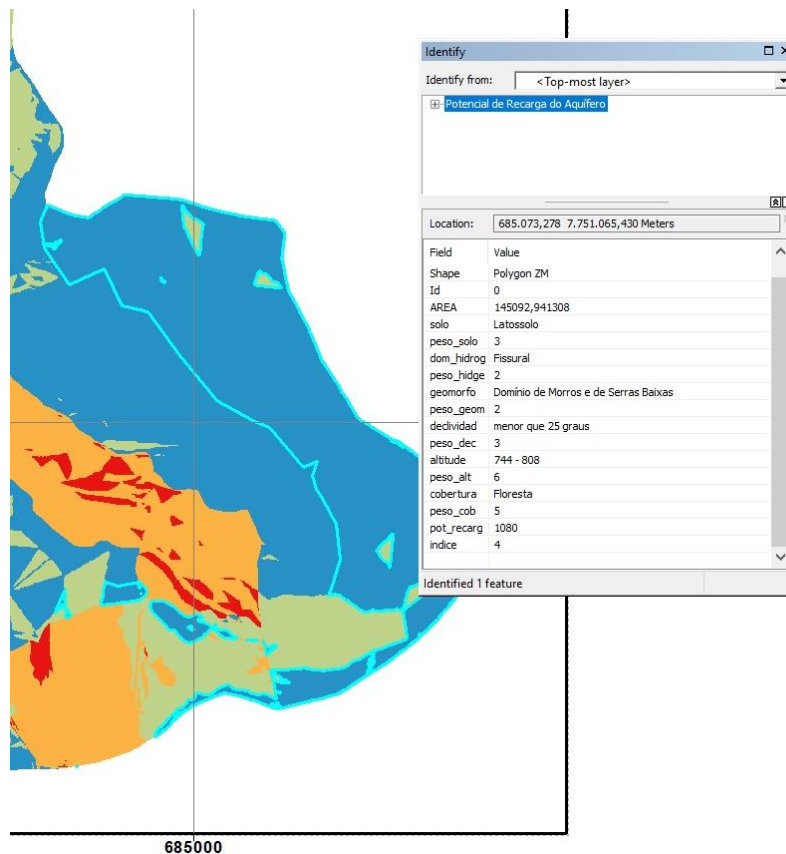 Identify
Identify from: <Top-most layer>
Potencial de Recarga do Aquífero
Location: 685.073,278 7.751.065,430 Meters
Field Value
Shape Polygon ZM
Id 0
AREA 145092,941308
solo Latossolo
peso_solo 3
dom_hidrog Fissural
peso_hidge 2
geomorfo Domínio de Morros e de Serras Baixas
peso_geom 2
declividad menor que 25 graus
peso_dec 3
altitude 744 - 808
peso_alt 6
cobertura Floresta
peso_cob 5
pot_recarg 1080
indice 4
Identified 1 feature
685000